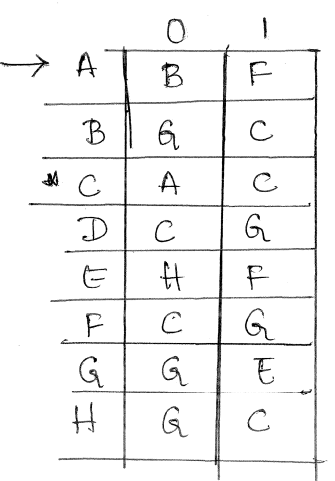 0 1
→ A B F
B G C
* C A C
D C G
E H F
F C G
G G E
H G C